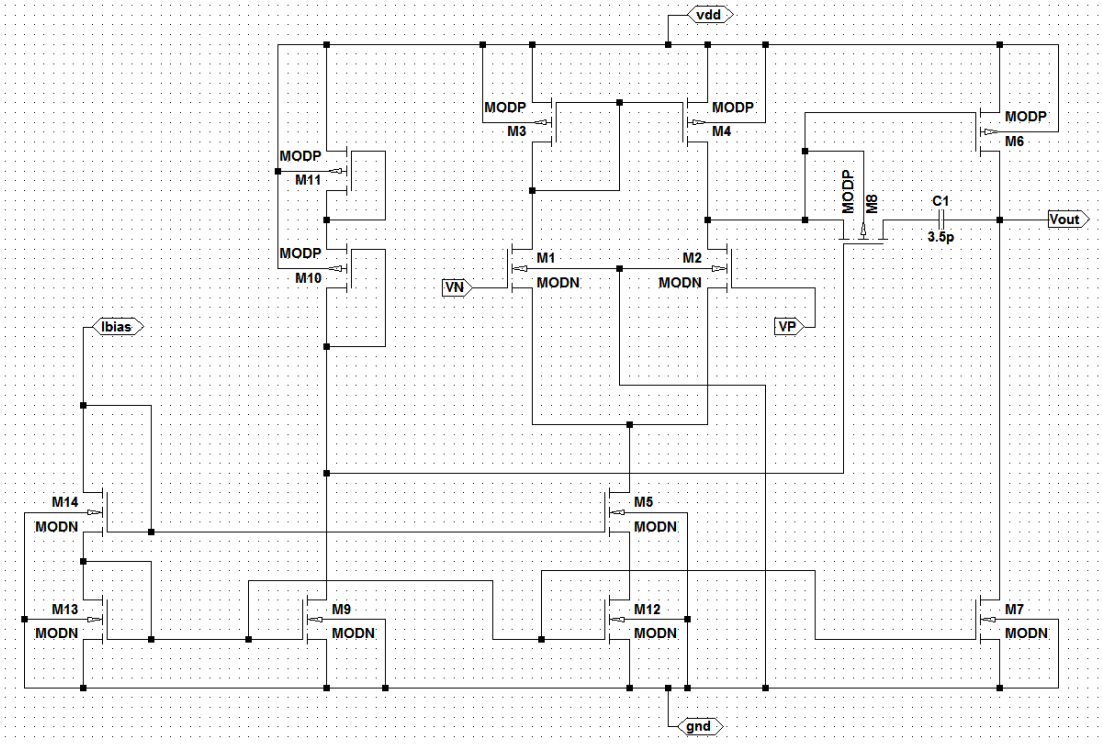 vdd
MODP
M3
MODP
M4
MODP
M6
MODP
M11
MODP
M8
C1
3.5p
Vout
MODP
M10
M1
MODN
M2
MODN
VN
VP
Ibias
M14
MODN
M5
MODN
M13
MODN
M9
MODN
M12
MODN
M7
MODN
gnd